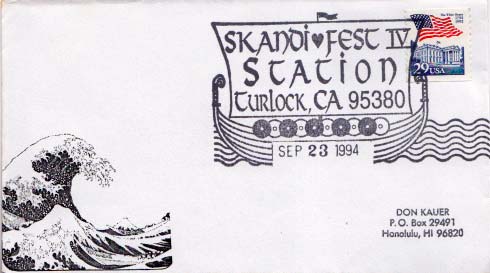 SKANDI♥FEST IV
STATION
TURLOCK, CA 95380
SEP 23 1994
29 USA
DON KAUER
P.O. Box 29491
Honolulu, HI 96820